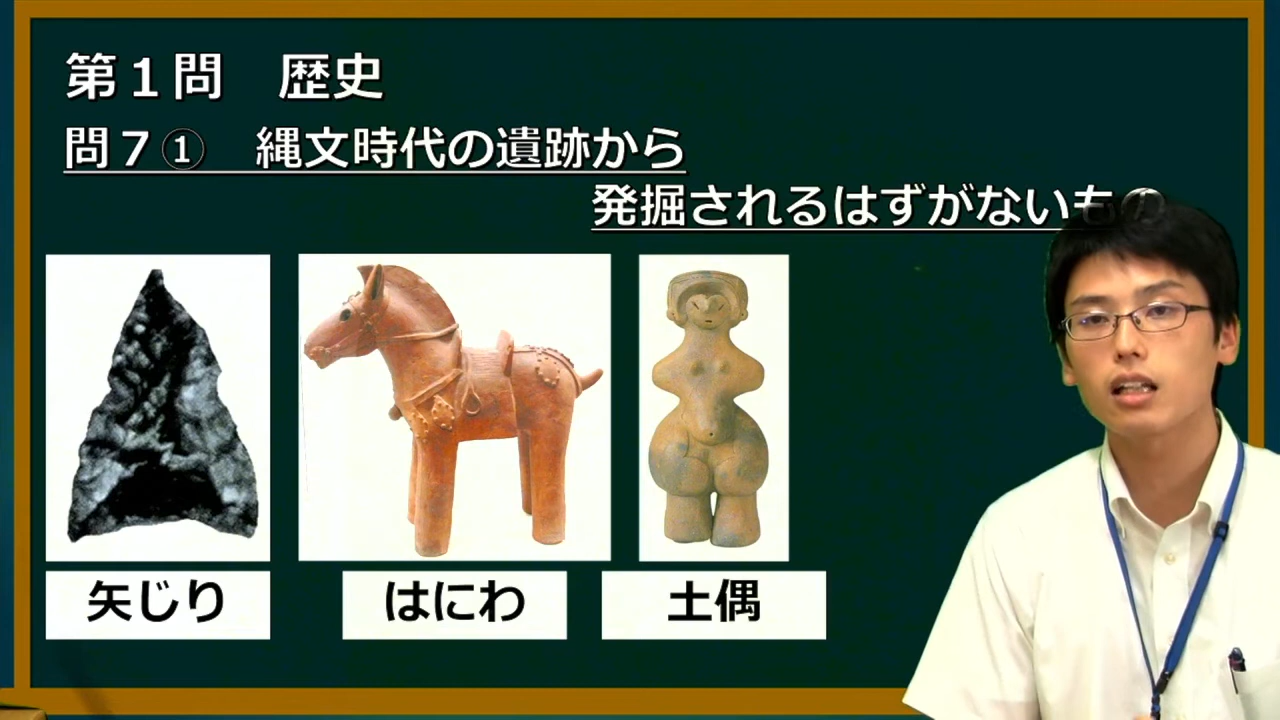 第1問　歴史
問7①　縄文時代の遺跡から
発掘されるはずがないもの
矢じり
はにわ
土偶